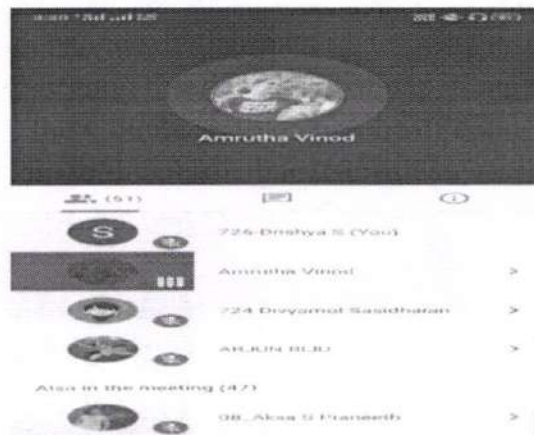 Amrutha Vinod
(51)
S
726-Drishya S (You)
Amrutha Vinod
724 Divyamol Sasidharan
ARJUN BIJU
Also in the meeting (47)
08. Aksa S Praneeth